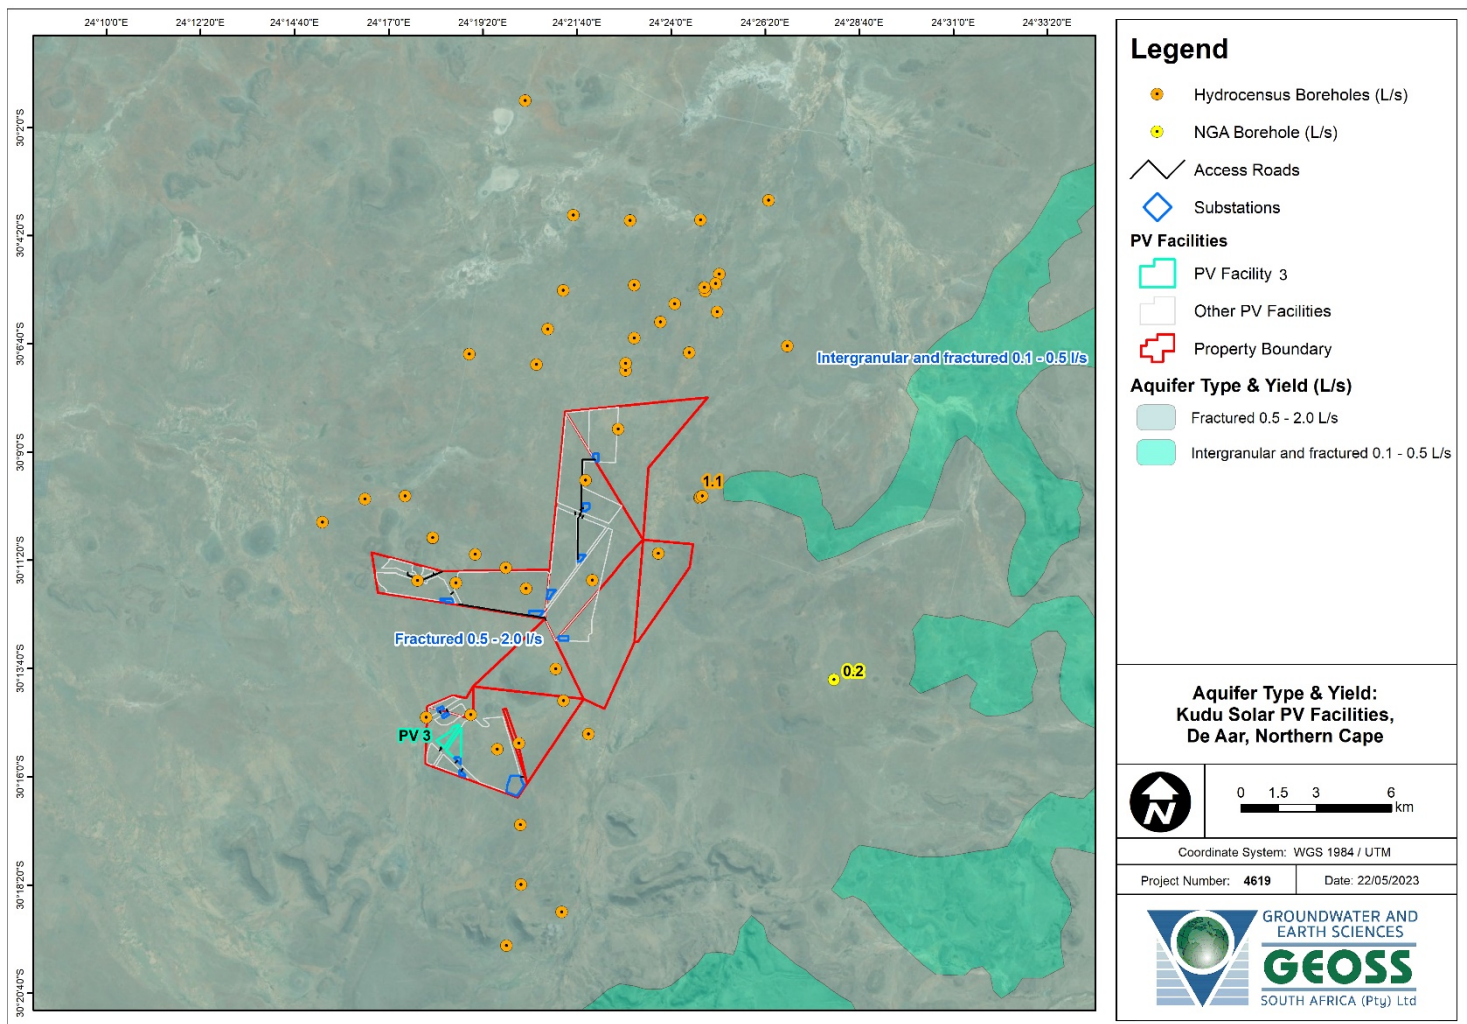 24°10'0"E 24°12'20"E 24°14'40"E 24°17'0"E 24°19'20"E 24°21'40"E 24°24'0"E 24°26'20"E 24°28'40"E 24°31'0"E 24°33'20"E
30°2'0"S
30°4'20"S
30°6'40"S
30°9'0"S
30°11'20"S
30°13'40"S
30°16'0"S
30°18'20"S
30°20'40"S
Intergranular and fractured 0.1 - 0.5 l/s
1.1
Fractured 0.5 - 2.0 l/s
0.2
PV 3
Legend
Hydrocensus Boreholes (L/s)
NGA Borehole (L/s)
Access Roads
Substations
PV Facilities
PV Facility 3
Other PV Facilities
Property Boundary
Aquifer Type & Yield (L/s)
Fractured 0.5 - 2.0 L/s
Intergranular and fractured 0.1 - 0.5 L/s
Aquifer Type & Yield:
Kudu Solar PV Facilities,
De Aar, Northern Cape
N
0 1.5 3 6
km
Coordinate System: WGS 1984 / UTM
Project Number: 4619 Date: 22/05/2023
GROUNDWATER AND
EARTH SCIENCES
GEOSS
SOUTH AFRICA (Pty) Ltd